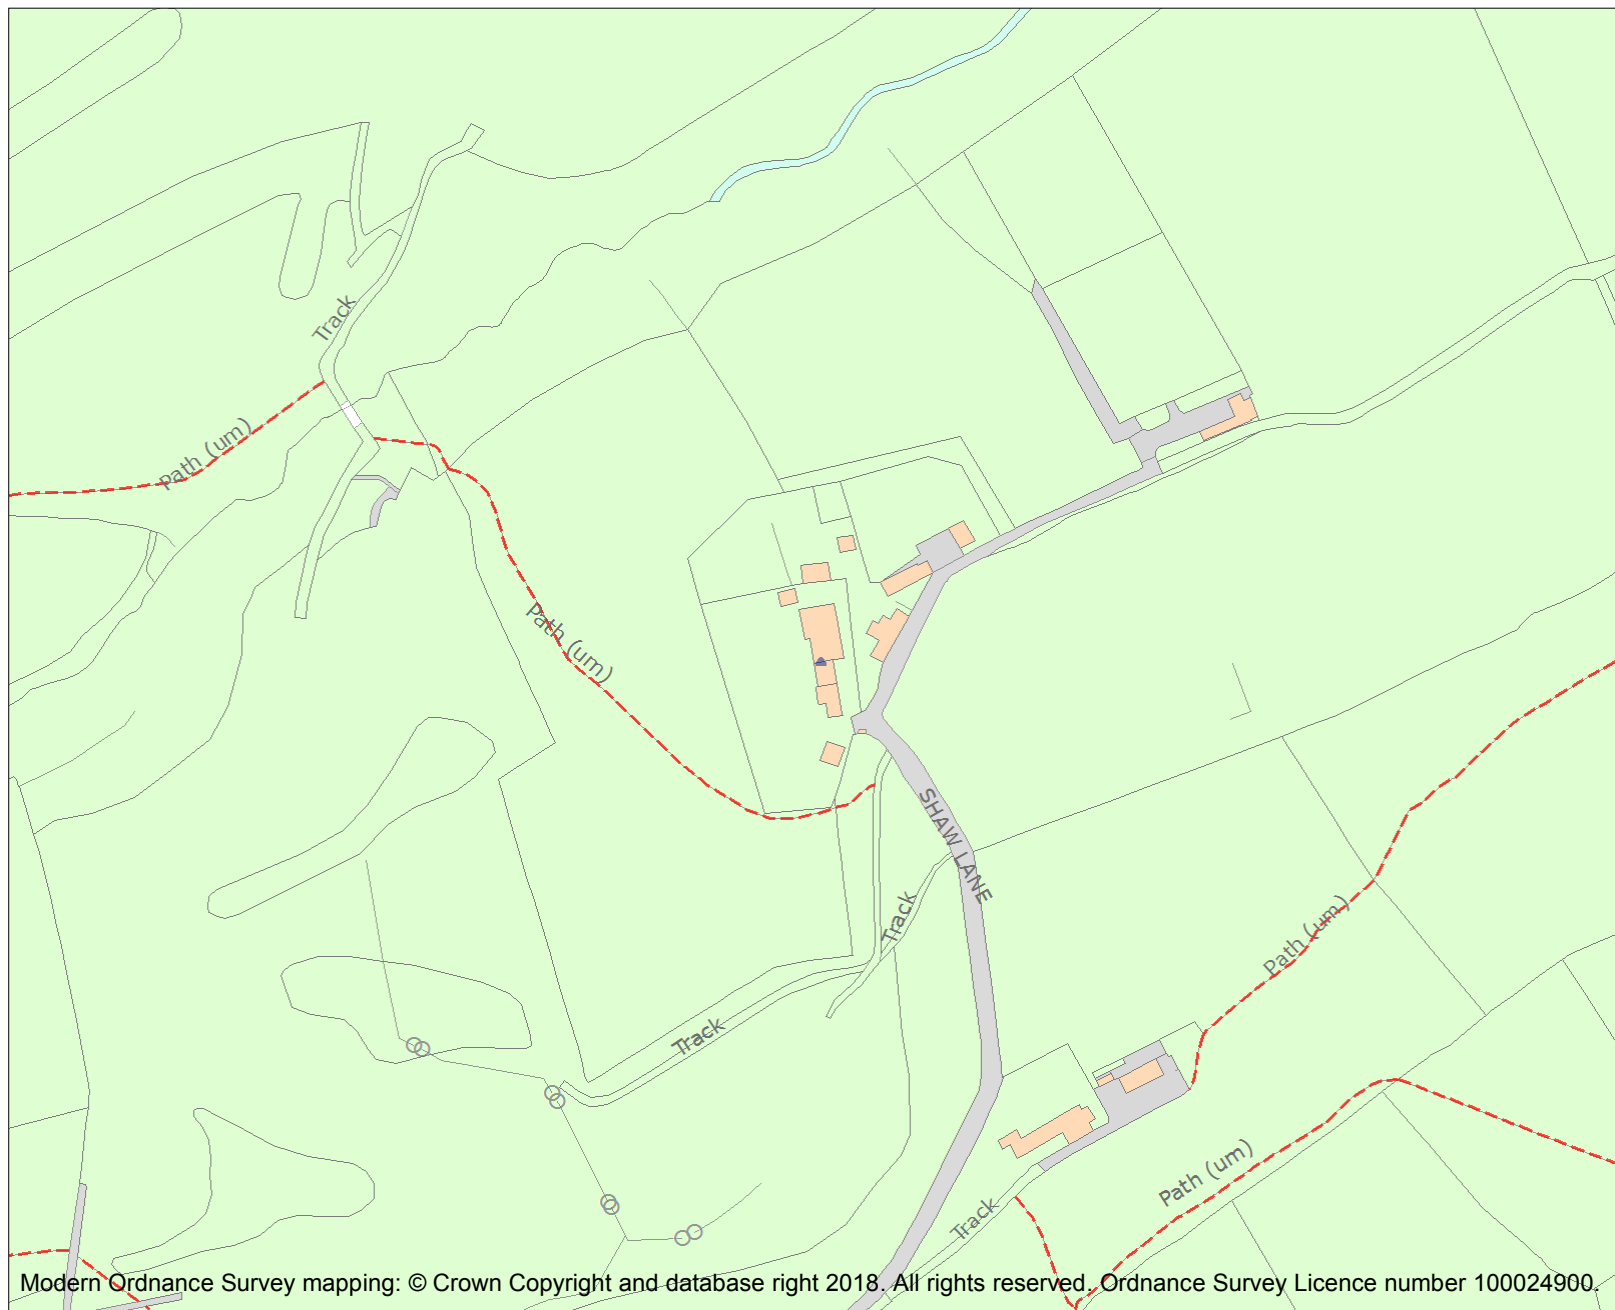 Track
Path (um)
Path (um)
SHAW LANE
Track
Path (um)
Track
Path (um)
Track
Modern Ordnance Survey mapping: © Crown Copyright and database right 2018. All rights reserved. Ordnance Survey Licence number 100024900.